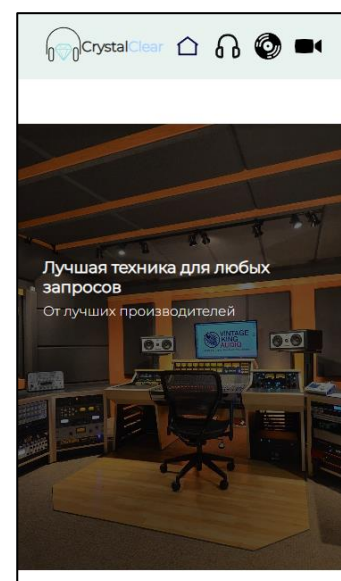 CrystalClear
Лучшая техника для любых
запросов
От лучших производителей
VINTAGE
KING
AUDIO